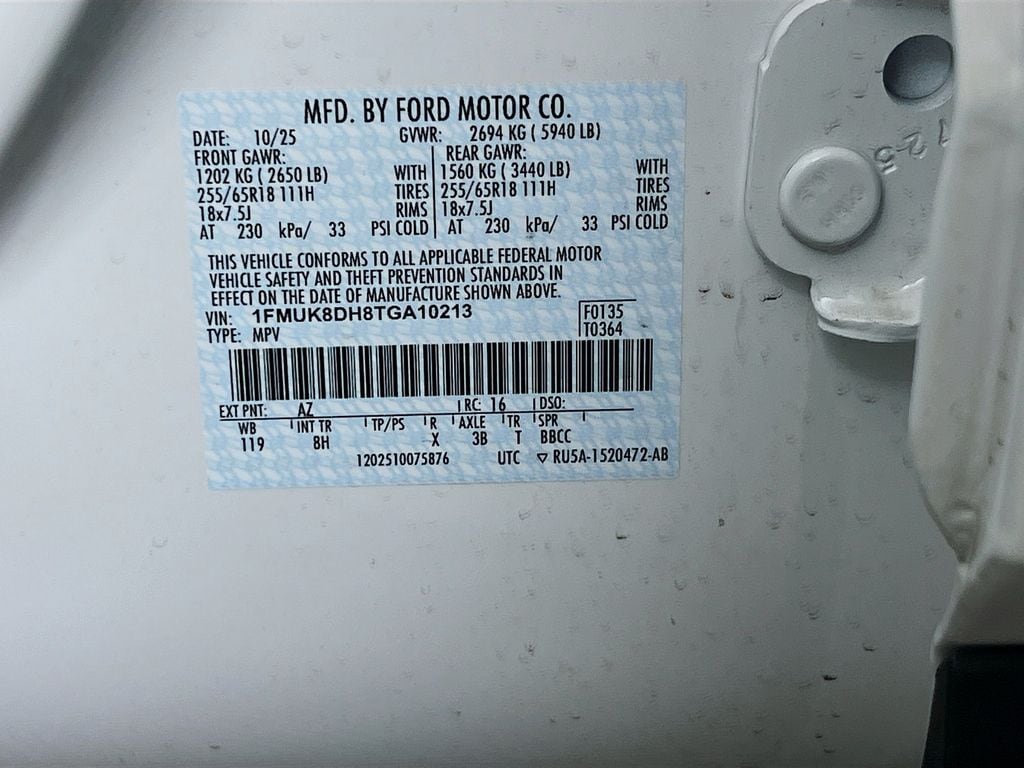 MFD. BY FORD MOTOR CO.
DATE: 10/25 GVWR: 2694 KG ( 5940 LB)
FRONT GAWR: REAR GAWR:
1202 KG ( 2650 LB) WITH 1560 KG ( 3440 LB) WITH
255/65R18 111H TIRES 255/65R18 111H TIRES
18x7.5J RIMS 18x7.5J RIMS
AT 230 kPa/ 33 PSI COLD AT 230 kPa/ 33 PSI COLD
THIS VEHICLE CONFORMS TO ALL APPLICABLE FEDERAL MOTOR
VEHICLE SAFETY AND THEFT PREVENTION STANDARDS IN
EFFECT ON THE DATE OF MANUFACTURE SHOWN ABOVE.
VIN: 1FMUK8DH8TGA10213 F0135
TYPE: MPV T0364
EXT PNT: AZ RC: 16 DSO:
WB INT TR TP/PS R AXLE TR SPR
119 8H X 3B T BBCC
1202510075876 UTC ▽ RU5A-1520472-AB